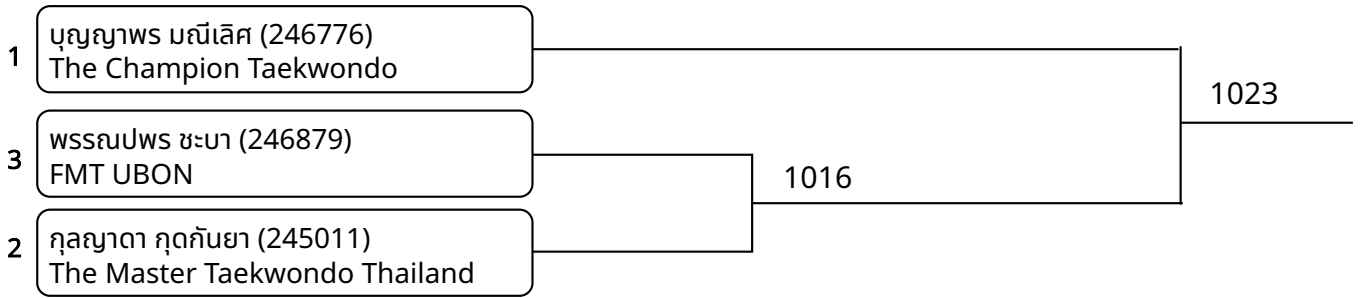 1
บุญญาพร มณีเลิศ (246776)
The Champion Taekwondo
1023
3
พรรณปพร ชะบา (246879)
FMT UBON
1016
2
กุลญาดา กุดกันยา (245011)
The Master Taekwondo Thailand